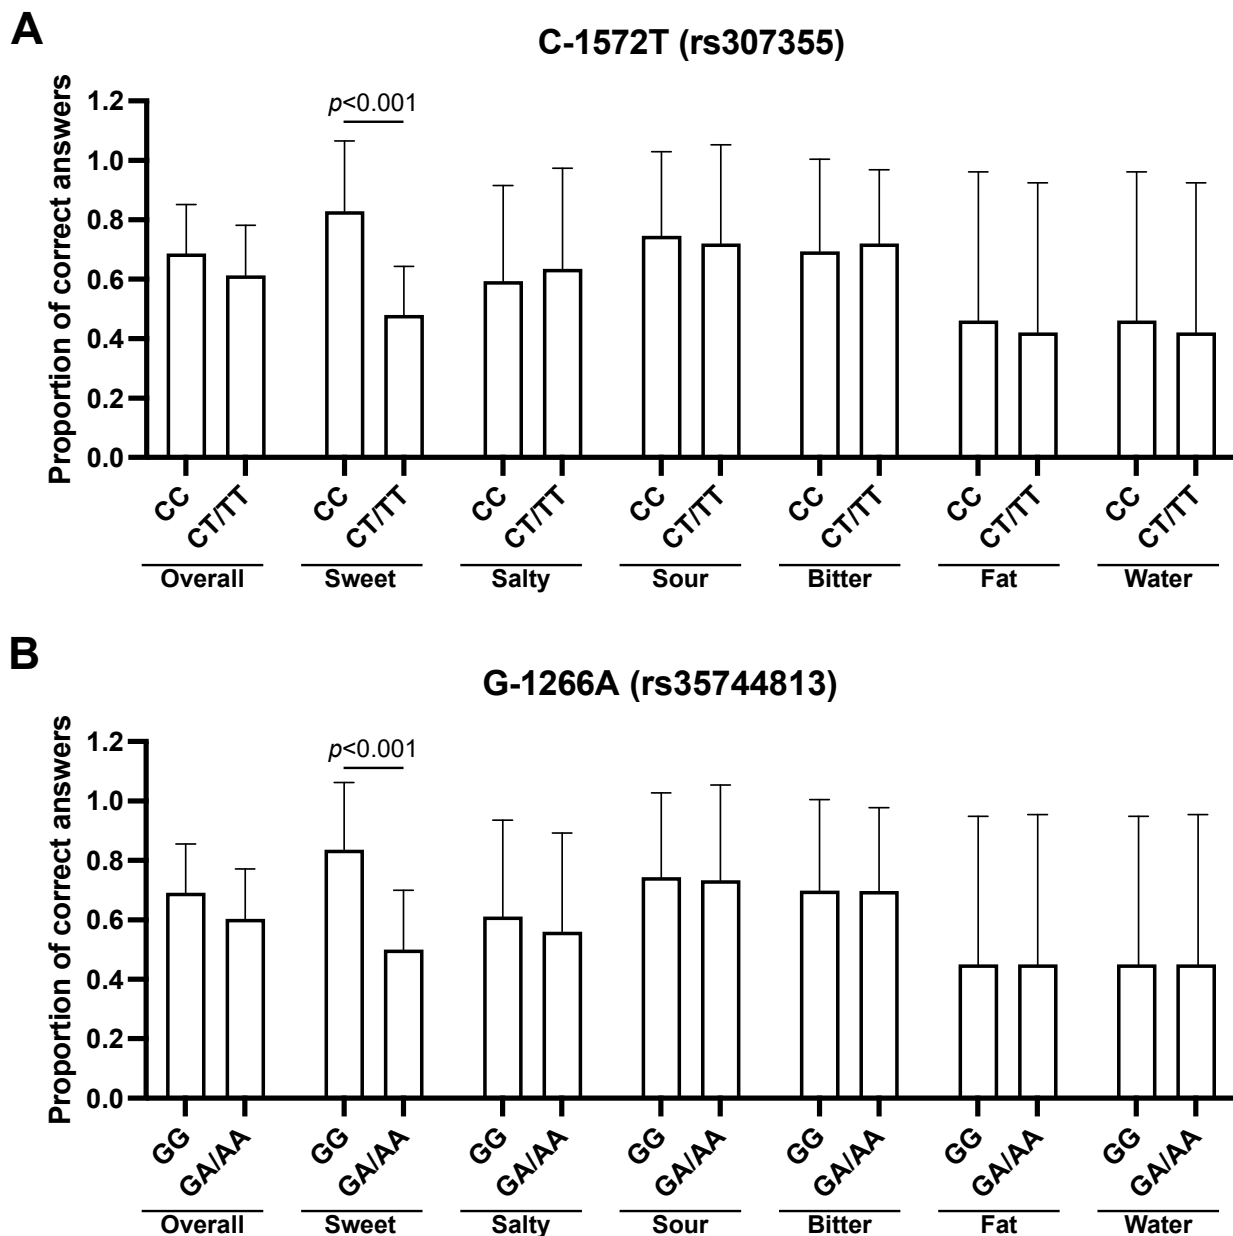 A
C-1572T (rs307355)
Proportion of correct answers
1.2
1.0
0.8
0.6
0.4
0.2
0.0
p<0.001
CC CT/TT CC CT/TT CC CT/TT CC CT/TT CC CT/TT CC CT/TT CC CT/TT
Overall Sweet Salty Sour Bitter Fat Water
B
G-1266A (rs35744813)
Proportion of correct answers
1.2
1.0
0.8
0.6
0.4
0.2
0.0
p<0.001
GG GA/AA GG GA/AA GG GA/AA GG GA/AA GG GA/AA GG GA/AA GG GA/AA
Overall Sweet Salty Sour Bitter Fat Water